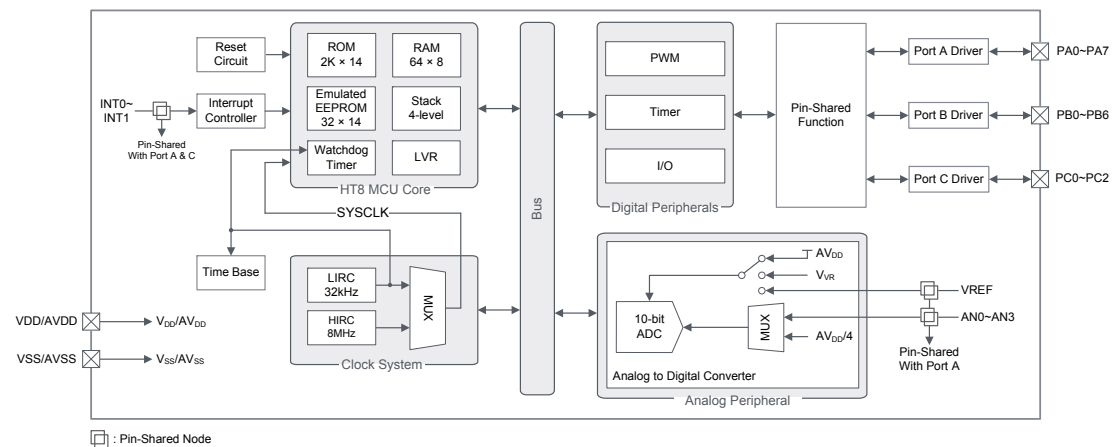 Reset
Circuit
INT0~
INT1
Pin-Shared
With Port A & C
Interrupt
Controller
ROM
2K × 14
RAM
64 × 8
Emulated
EEPROM
32 × 14
Stack
4-level
Watchdog
Timer
LVR
HT8 MCU Core
SYSCLK
Time Base
LIRC
32kHz
HIRC
8MHz
MUX
Clock System
VDD/AVDD
VDD/AVDD
VSS/AVSS
VSS/AVSS
Bus
PWM
Timer
I/O
Digital Peripherals
Pin-Shared
Function
Port A Driver
PA0~PA7
Port B Driver
PB0~PB6
Port C Driver
PC0~PC2
AVDD
VVR
VREF
10-bit
ADC
MUX
AN0~AN3
AVDD/4
Pin-Shared
With Port A
Analog to Digital Converter
Analog Peripheral
: Pin-Shared Node